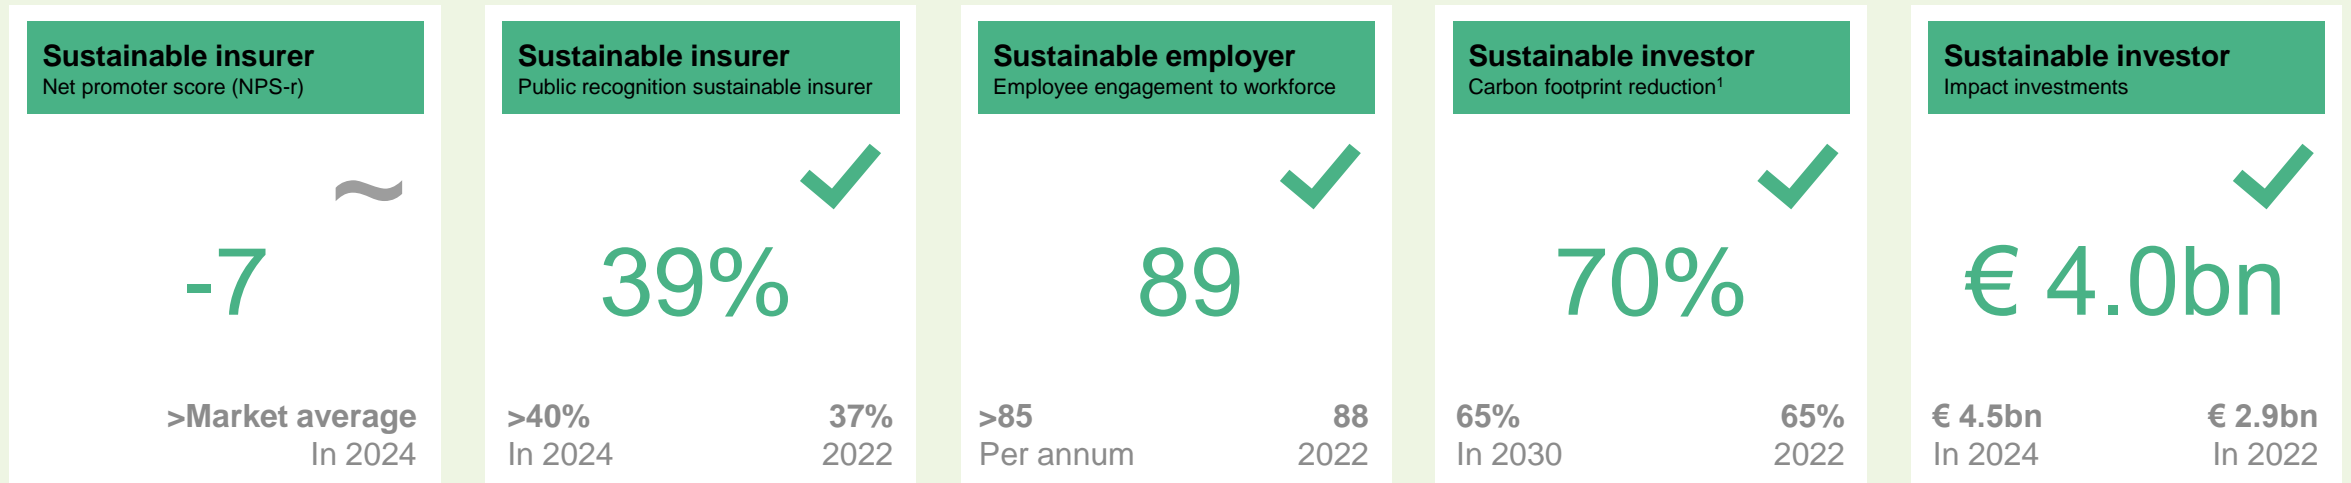 Sustainable insurer
Net promoter score (NPS-r)
~
-7
>Market average
In 2024
Sustainable insurer
Public recognition sustainable insurer
39%
>40% 37%
In 2024 2022
Sustainable employer
Employee engagement to workforce
89
>85 88
Per annum 2022
Sustainable investor
Carbon footprint reduction¹
70%
65% 65%
In 2030 2022
Sustainable investor
Impact investments
€ 4.0bn
€ 4.5bn € 2.9bn
In 2024 In 2022